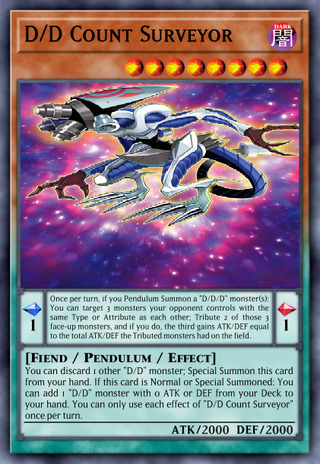 D/D Count Surveyor
DARK
闇
Once per turn, if you Pendulum Summon a "D/D/D" monster(s):
You can target 3 monsters your opponent controls with the
same Type or Attribute as each other; Tribute 2 of those 3
face-up monsters, and if you do, the third gains ATK/DEF equal
to the total ATK/DEF the Tributed monsters had on the field.
1
1
[Fiend / Pendulum / Effect]
You can discard 1 other "D/D" monster; Special Summon this card
from your hand. If this card is Normal or Special Summoned: You
can add 1 "D/D" monster with 0 ATK or DEF from your Deck to
your hand. You can only use each effect of "D/D Count Surveyor"
once per turn.
ATK/2000 DEF/2000